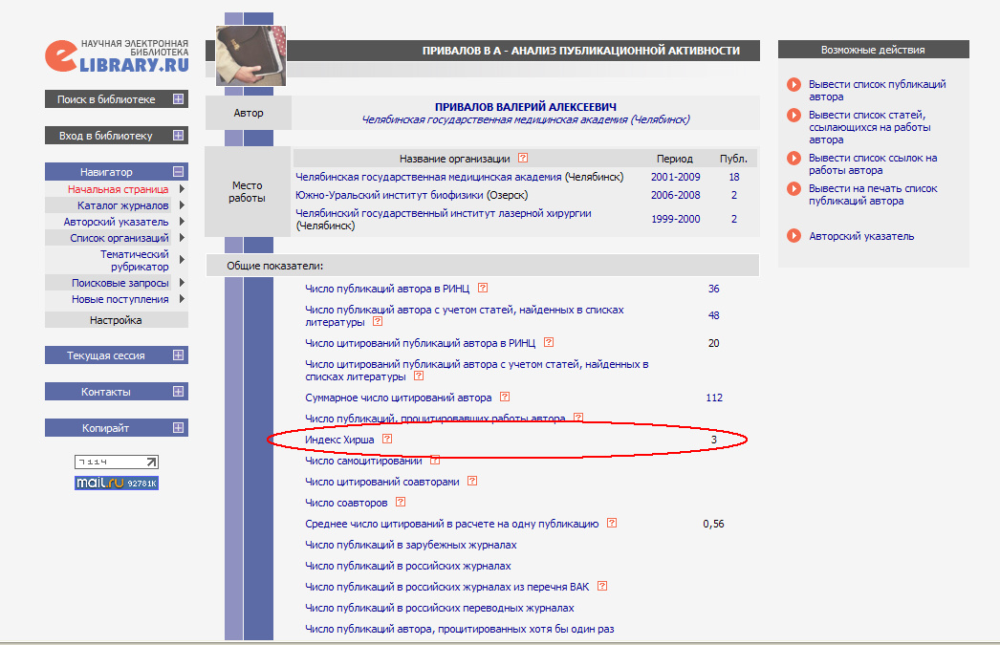 НАУЧНАЯ ЭЛЕКТРОННАЯ
БИБЛИОТЕКА
eLIBRARY.RU
Поиск в библиотеке
Вход в библиотеку
Навигатор
Начальная страница
Каталог журналов
Авторский указатель
Список организаций
Тематический
рубрикатор
Поисковые запросы
Новые поступления
Настройка
Текущая сессия
Контакты
Копирайт
7114
mail.ru 92781K
ПРИВАЛОВ В А - АНАЛИЗ ПУБЛИКАЦИОННОЙ АКТИВНОСТИ
Автор
ПРИВАЛОВ ВАЛЕРИЙ АЛЕКСЕЕВИЧ
Челябинская государственная медицинская академия (Челябинск)
Место
работы
Название организации ? Период Публ.
Челябинская государственная медицинская академия (Челябинск) 2001-2009 18
Южно-Уральский институт биофизики (Озерск) 2006-2008 2
Челябинский государственный институт лазерной хирургии
(Челябинск) 1999-2000 2
Общие показатели:
Число публикаций автора в РИНЦ ? 36
Число публикаций автора с учетом статей, найденных в списках
литературы ? 48
Число цитирований публикаций автора в РИНЦ ? 20
Число цитирований публикаций автора с учетом статей, найденных в
списках литературы ?
Суммарное число цитирований автора ? 112
Число публикаций, процитировавших работы автора ?
Индекс Хирша ? 3
Число самоцитирований ?
Число цитирований соавторами ?
Число соавторов ?
Среднее число цитирований в расчете на одну публикацию ? 0,56
Число публикаций в зарубежных журналах
Число публикаций в российских журналах
Число публикаций в российских журналах из перечня ВАК ?
Число публикаций в российских переводных журналах
Число публикаций автора, процитированных хотя бы один раз
Возможные действия
Вывести список публикаций
автора
Вывести список статей,
ссылающихся на работы
автора
Вывести список ссылок на
работы автора
Вывести на печать список
публикаций автора
Авторский указатель